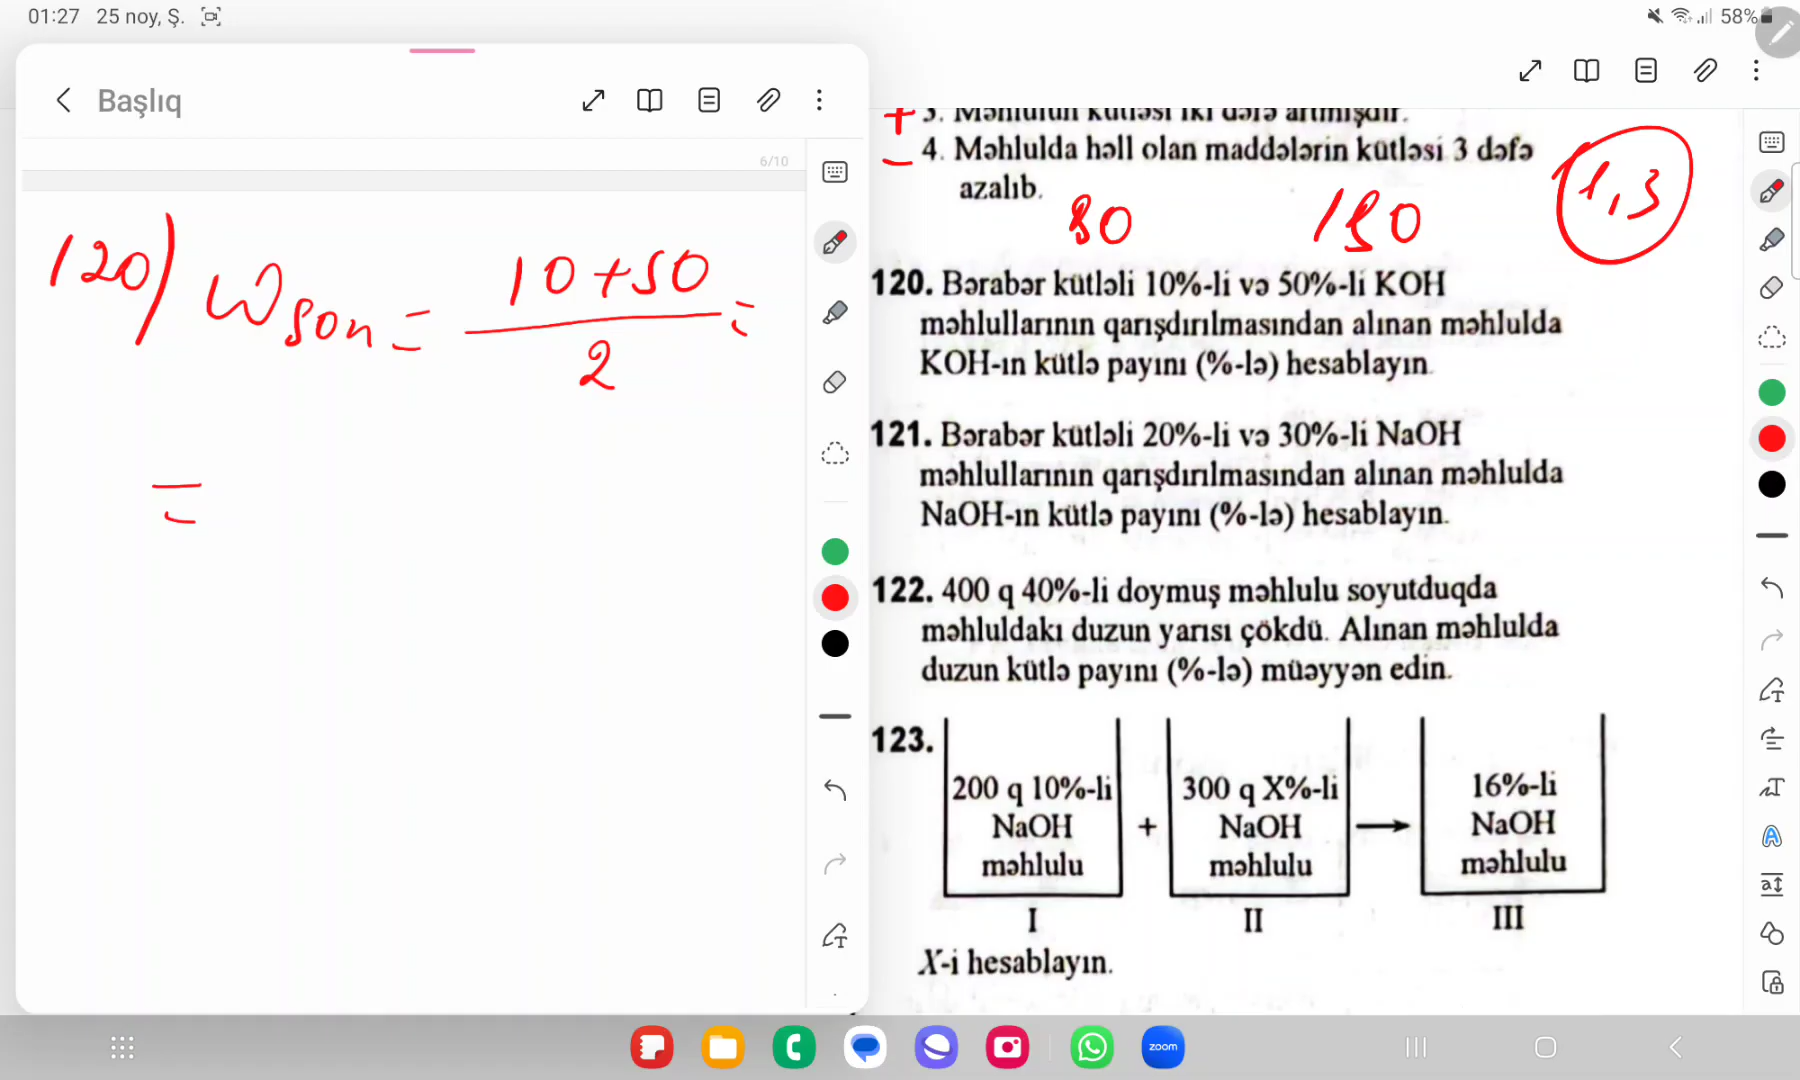 01:27 25 noy, Ş.
58%
Başlıq
6/10
120) Wson = 10+50 =
2
=
3. Məhlulun kütləsi iki dəfə artmışdır.
4. Məhlulda həll olan maddələrin kütləsi 3 dəfə
azalıb.
80 150
1,3
120. Bərabər kütləli 10%-li və 50%-li KOH
məhlullarının qarışdırılmasından alınan məhlulda
KOH-ın kütlə payını (%-lə) hesablayın.
121. Bərabər kütləli 20%-li və 30%-li NaOH
məhlullarının qarışdırılmasından alınan məhlulda
NaOH-ın kütlə payını (%-lə) hesablayın.
122. 400 q 40%-li doymuş məhlulu soyutduqda
məhluldakı duzun yarısı çökdü. Alınan məhlulda
duzun kütlə payını (%-lə) müəyyən edin.
123.
200 q 10%-li
NaOH
məhlulu
I
+
300 q X%-li
NaOH
məhlulu
II
16%-li
NaOH
məhlulu
III
X-i hesablayın.
zoom